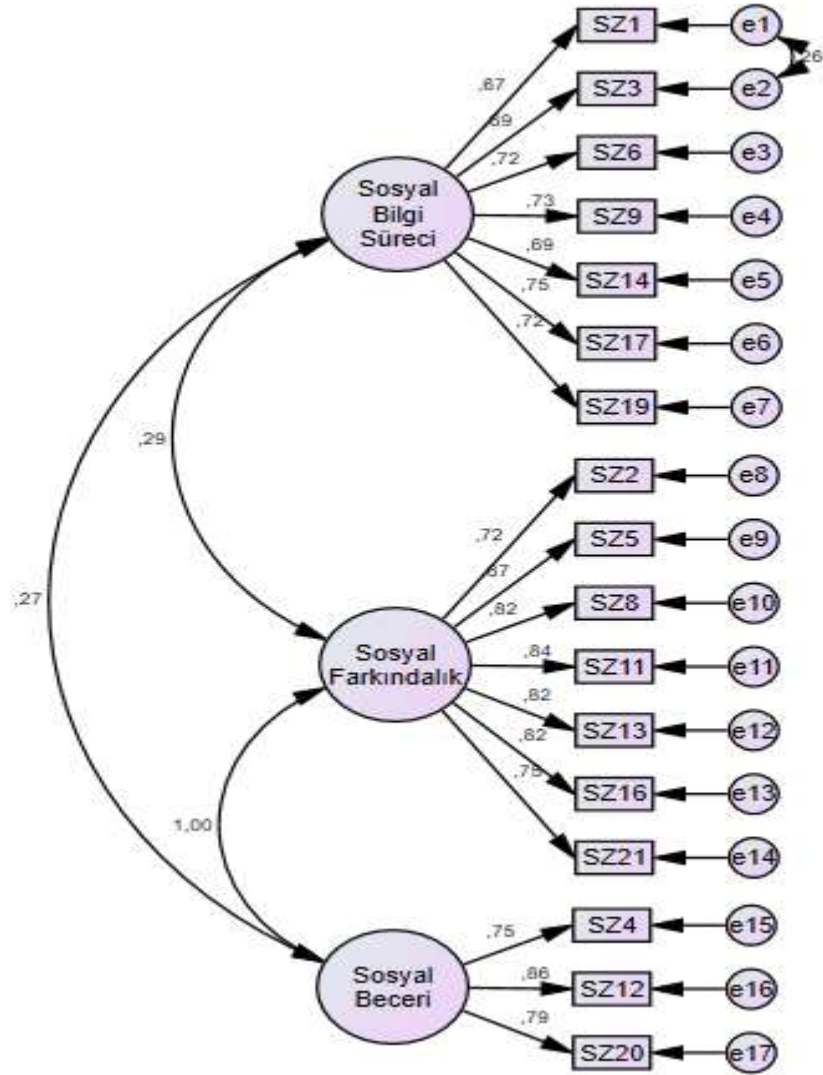 SZ1
e1
,26
,67
SZ3
e2
,69
SZ6
e3
,72
Sosyal
Bilgi
Süreci
,73
SZ9
e4
,69
SZ14
e5
,75
SZ17
e6
,72
SZ19
e7
,29
SZ2
e8
,72
SZ5
e9
SZ8
e10
,82
,27
Sosyal
Farkındalık
,84
SZ11
e11
,82
SZ13
e12
,82
SZ16
e13
SZ21
e14
1,00
SZ4
e15
,75
Sosyal
Beceri
,86
SZ12
e16
,79
SZ20
e17